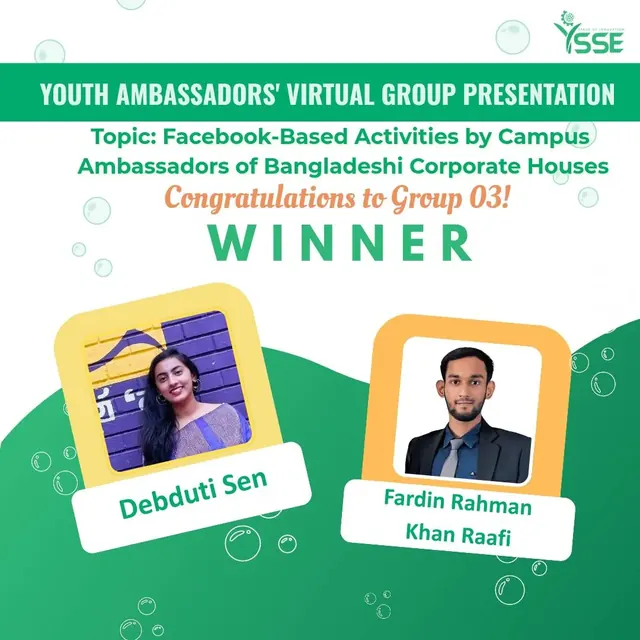 YSSE
YOUTH AMBASSADORS' VIRTUAL GROUP PRESENTATION
Topic: Facebook-Based Activities by Campus
Ambassadors of Bangladeshi Corporate Houses
Congratulations to Group 03!
WINNER
Debduti Sen
Fardin Rahman
Khan Raafi